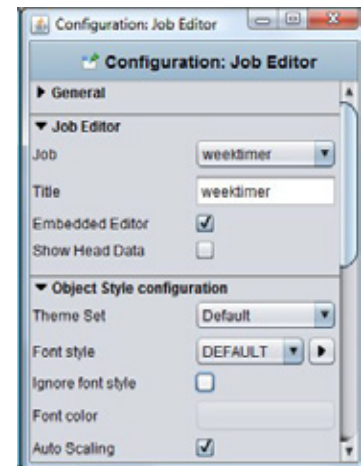 Configuration: Job Editor
Configuration: Job Editor
General
Job Editor
Job weektimer
Title weektimer
Embedded Editor
Show Head Data
Object Style configuration
Theme Set Default
Font style DEFAULT
Ignore font style
Font color
Auto Scaling